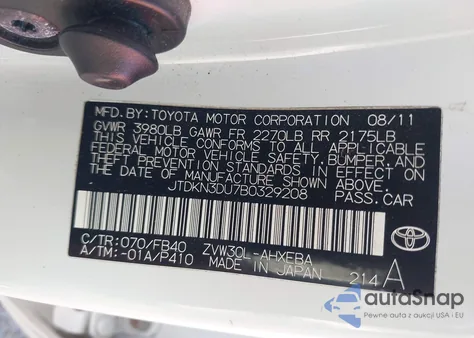 MFD.BY:TOYOTA MOTOR CORPORATION 08/11
GVWR 3980LB GAWR FR 2270LB RR 2175LB
THIS VEHICLE CONFORMS TO ALL APPLICABLE
FEDERAL MOTOR VEHICLE SAFETY, BUMPER, AND
THEFT PREVENTION STANDARDS IN EFFECT ON
THE DATE OF MANUFACTURE SHOWN ABOVE.
JTDKN3DU7B0329208 PASS.CAR
C/TR:070/FB40 ZVW30L-AHXEBA
A/TM:-01A/P410 MADE IN JAPAN 214A
TOYOTA
autoSnap
Pewne auta z aukcji USA i